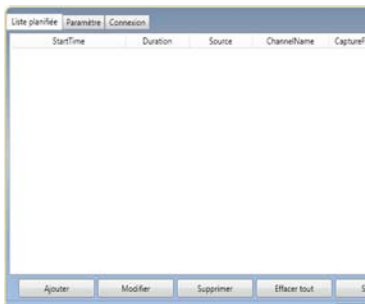 Liste planifiée Paramètre Connexion
StartTime Duration Source ChannelName
Ajouter Modifier Supprimer Effacer tout